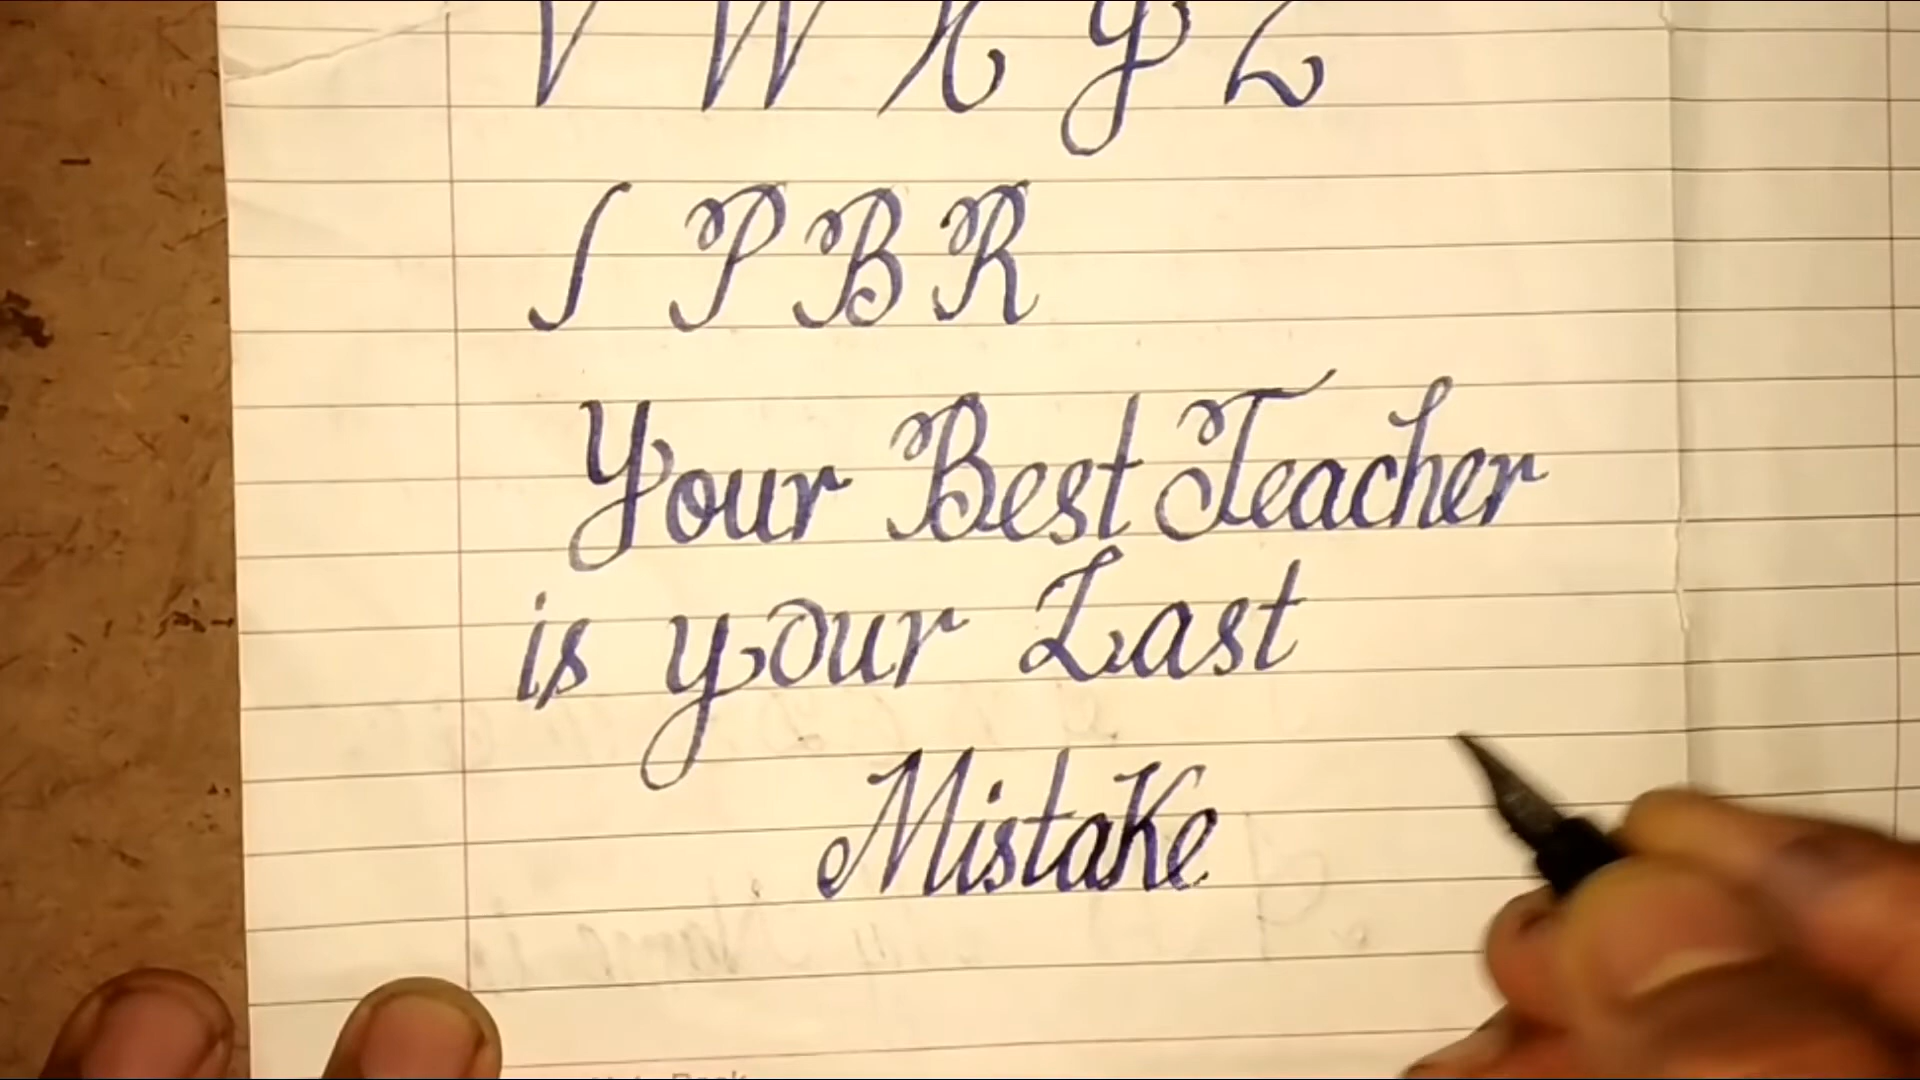 V W X Y Z
ʃ P B R
Your Best Teacher
is your Last
Mistake